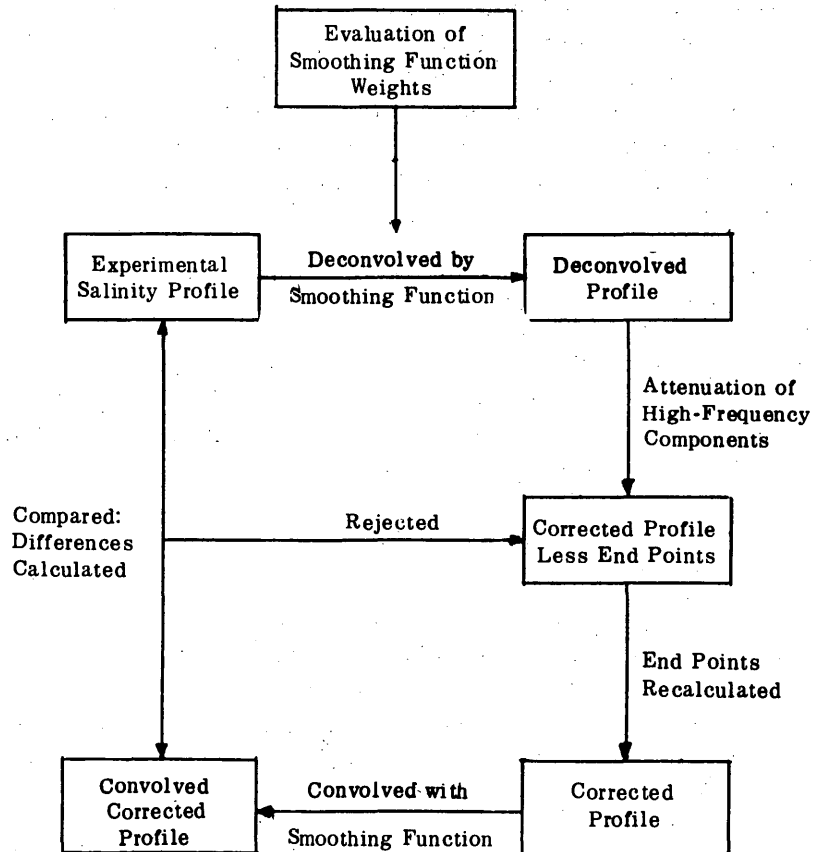 Evaluation of
Smoothing Function
Weights
Experimental
Salinity Profile
Deconvolved by
Smoothing Function
Deconvolved
Profile
Attenuation of
High-Frequency
Components
Compared:
Differences
Calculated
Rejected
Corrected Profile
Less End Points
End Points
Recalculated
Convolved
Corrected
Profile
Convolved with
Smoothing Function
Corrected
Profile